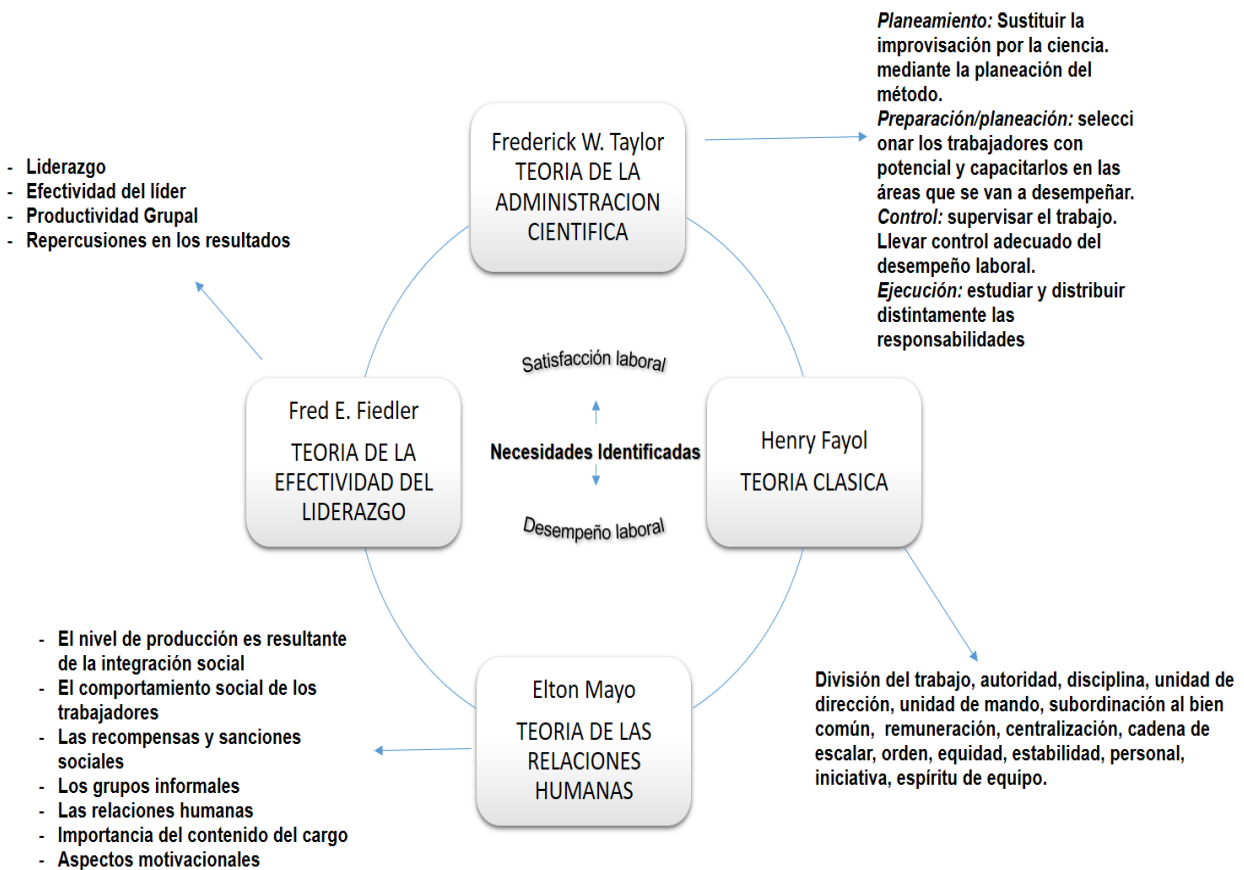 Planeamiento: Sustituir la
improvisación por la ciencia.
mediante la planeación del
método.
Preparación/planeación: selecci
onar los trabajadores con
potencial y capacitarlos en las
áreas que se van a desempeñar.
Control: supervisar el trabajo.
Llevar control adecuado del
desempeño laboral.
Ejecución: estudiar y distribuir
distintamente las
responsabilidades
Frederick W. Taylor
TEORIA DE LA
ADMINISTRACION
CIENTIFICA
- Liderazgo
- Efectividad del líder
- Productividad Grupal
- Repercusiones en los resultados
Satisfacción laboral
Necesidades Identificadas
Desempeño laboral
Fred E. Fiedler
TEORIA DE LA
EFECTIVIDAD DEL
LIDERAZGO
Henry Fayol
TEORIA CLASICA
- El nivel de producción es resultante
de la integración social
- El comportamiento social de los
trabajadores
- Las recompensas y sanciones
sociales
- Los grupos informales
- Las relaciones humanas
- Importancia del contenido del cargo
- Aspectos motivacionales
Elton Mayo
TEORIA DE LAS
RELACIONES
HUMANAS
División del trabajo, autoridad, disciplina, unidad de
dirección, unidad de mando, subordinación al bien
común, remuneración, centralización, cadena de
escalar, orden, equidad, estabilidad, personal,
iniciativa, espíritu de equipo.